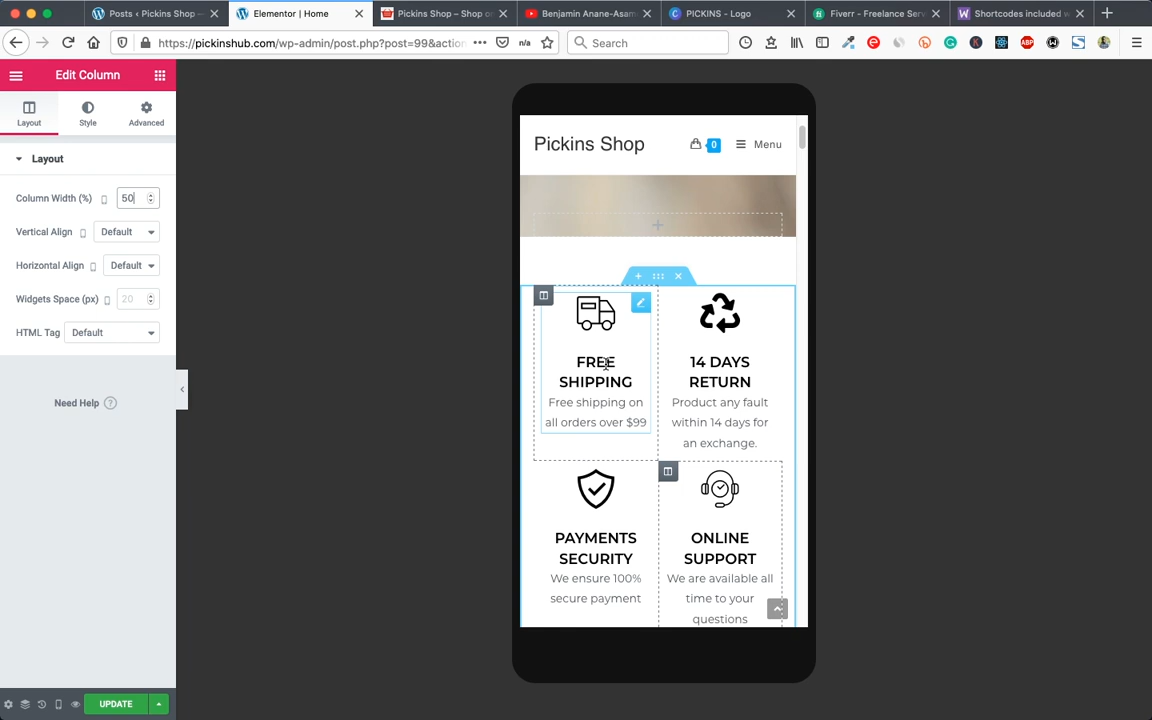 Posts ‹ Pickins Shop —
Elementor | Home
Pickins Shop – Shop o
Benjamin Anane-Asam
PICKINS - Logo
Fiverr - Freelance Serv
Shortcodes included w
https://pickinshub.com/wp-admin/post.php?post=99&action
n/a
Search
ABP
Edit Column
Layout
Style
Advanced
Layout
Column Width (%)
50
Vertical Align
Default
Horizontal Align
Default
Widgets Space (px)
20
HTML Tag
Default
Need Help ?
UPDATE
Pickins Shop
0
Menu
FREE
SHIPPING
Free shipping on
all orders over $99
14 DAYS
RETURN
Product any fault
within 14 days for
an exchange.
PAYMENTS
SECURITY
We ensure 100%
secure payment
ONLINE
SUPPORT
We are available all
time to your
questions